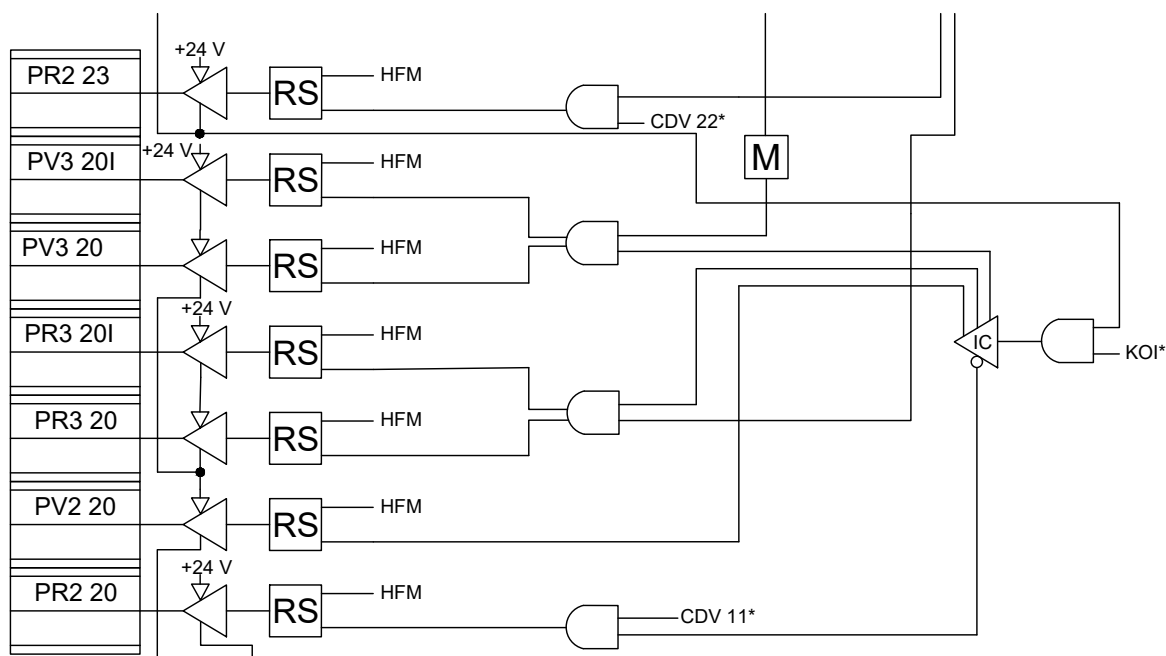 +24 V
PR2 23
RS
HFM
CDV 22*
+24 V
PV3 20I
RS
HFM
M
PV3 20
RS
HFM
+24 V
PR3 20I
RS
HFM
IC
KOI*
PR3 20
RS
HFM
PV2 20
RS
HFM
+24 V
PR2 20
RS
HFM
CDV 11*